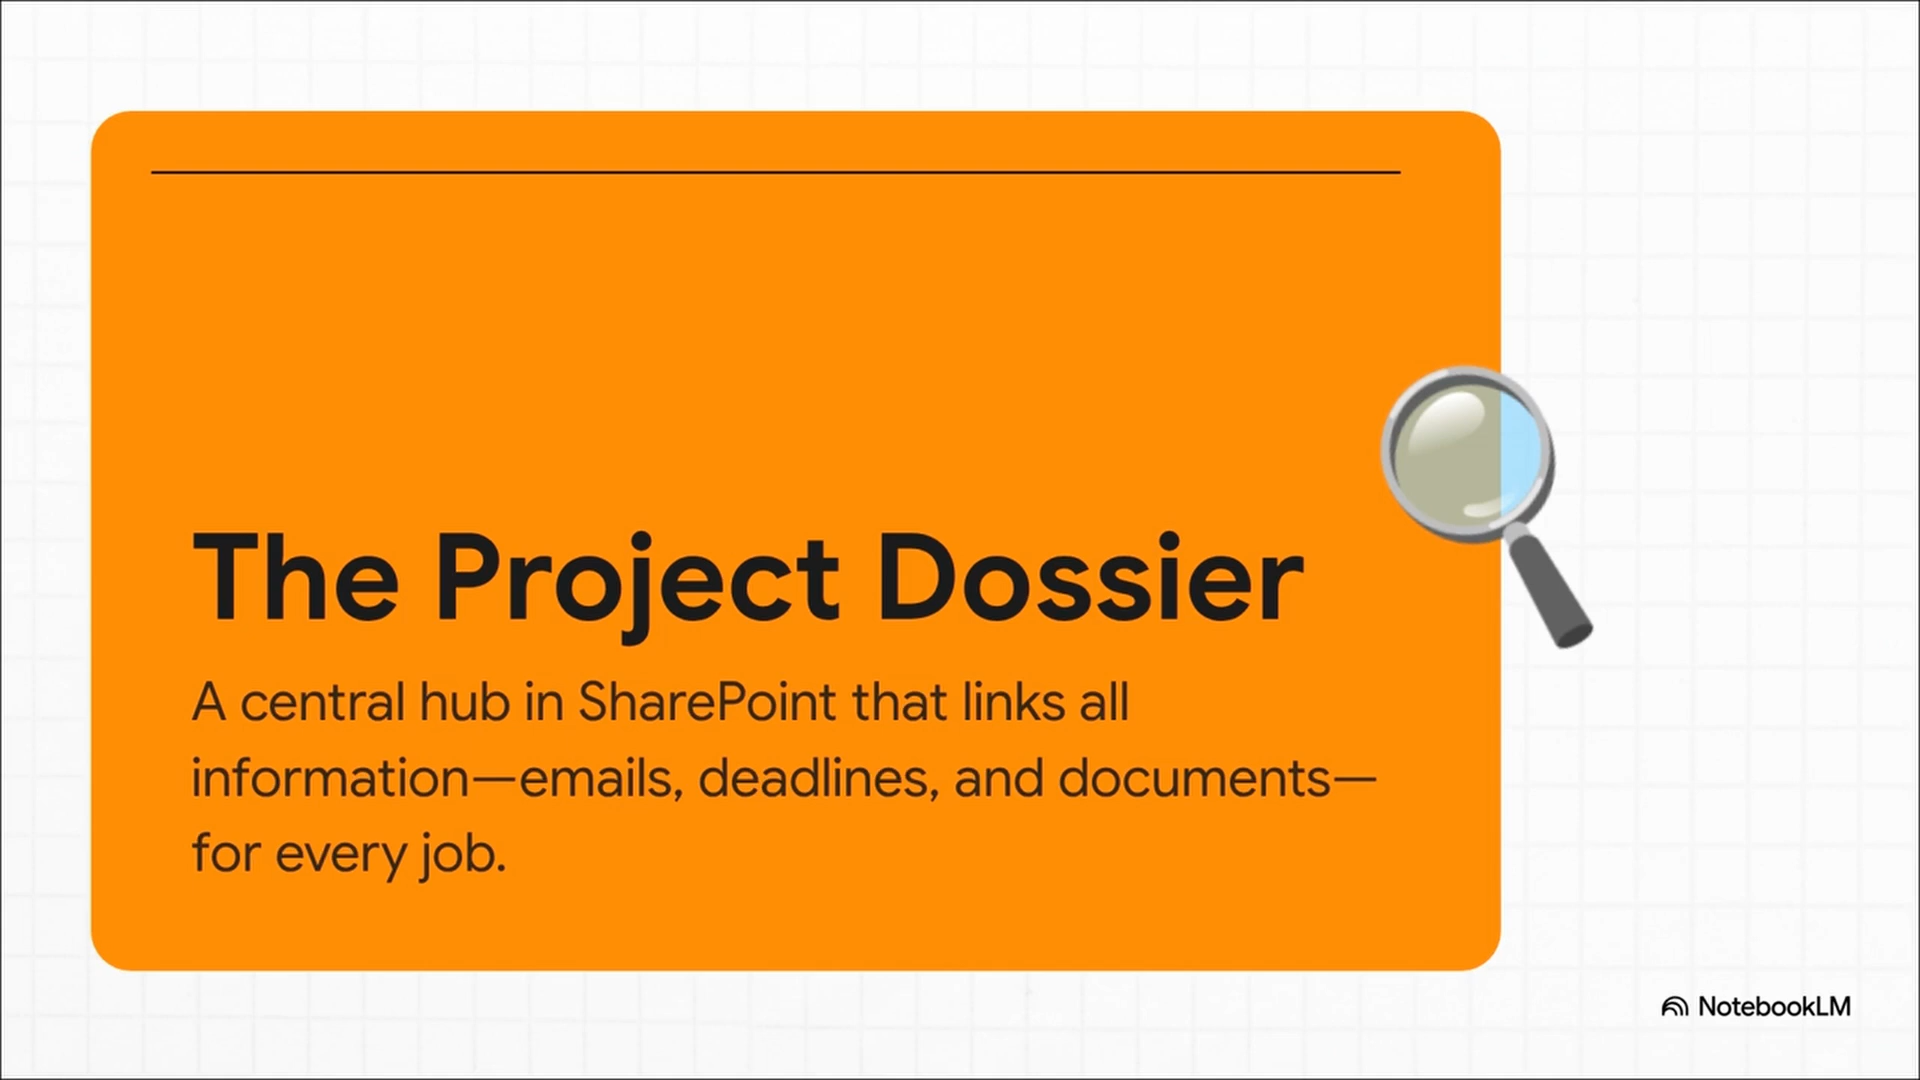 The Project Dossier
A central hub in SharePoint that links all
information—emails, deadlines, and documents—
for every job.
NotebookLM